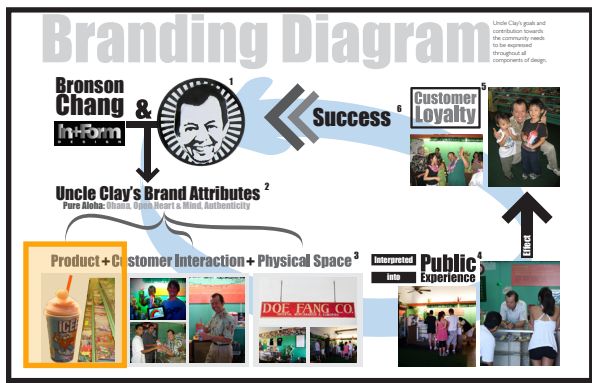 Branding Diagram
Uncle Clay's goals and
contribution towards
the community needs
to be expressed
throughout all
components of design.
Bronson
Chang
&
In+Form
DESIGN
1
Success
6
Customer
Loyalty
5
Uncle Clay's Brand Attributes 2
Pure Aloha: Ohana, Open Heart & Mind, Authenticity
Product + Customer Interaction + Physical Space 3
Interpreted
into
Public
Experience
4
Effect
ICEE
DOE FANG CO.